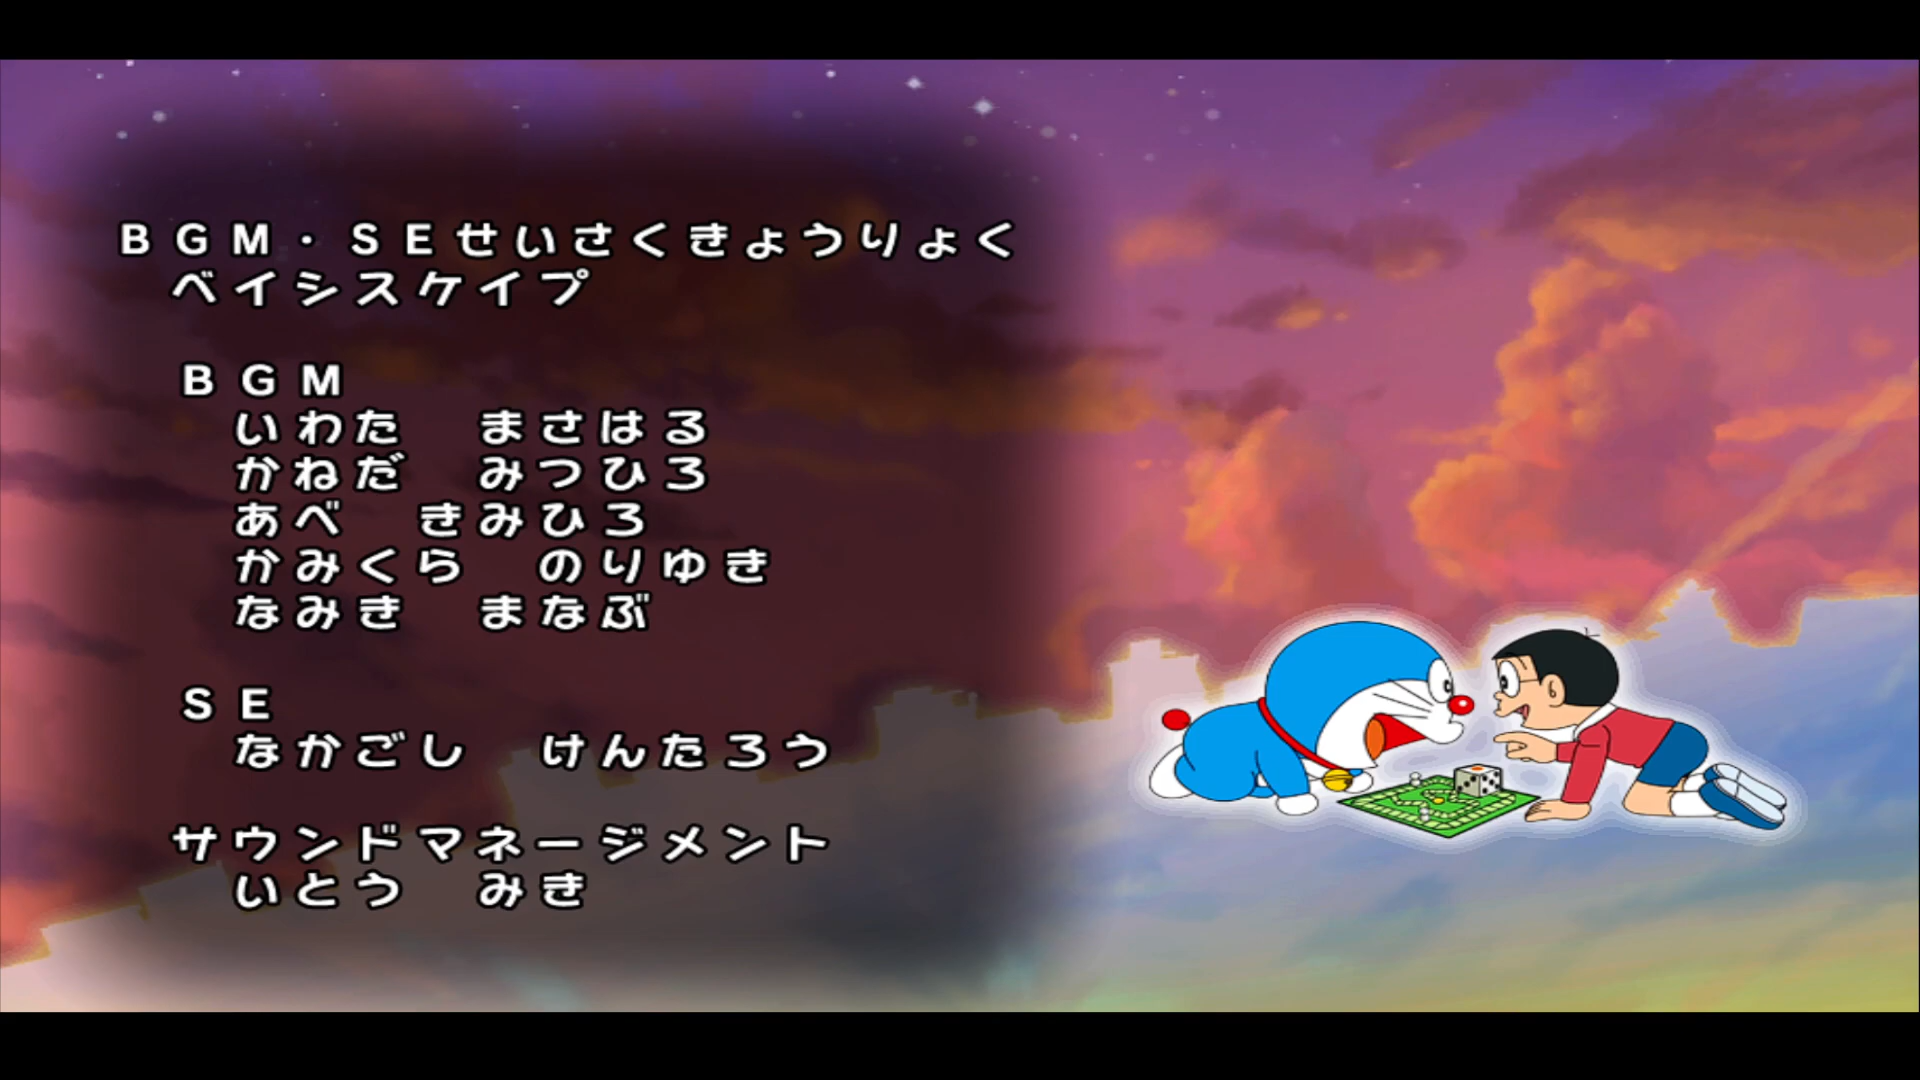 BGM・SEせいさくきょうりょく
ベイシスケイプ
BGM
いわた　まさはる
かねだ　みつひろ
あべ　きみひろ
かみくら　のりゆき
なみき　まなぶ
SE
なかごし　けんたろう
サウンドマネージメント
いとう　みき